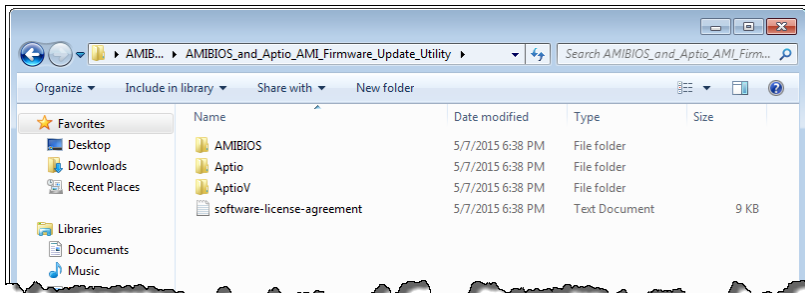 AMIB... AMIBIOS_and_Aptio_AMI_Firmware_Update_Utility Search AMIBIOS_and_Aptio_AMI_Firm...
Organize Include in library Share with New folder
Favorites
Desktop
Downloads
Recent Places
Libraries
Documents
Music
Name Date modified Type Size
AMIBIOS 5/7/2015 6:38 PM File folder
Aptio 5/7/2015 6:38 PM File folder
AptioV 5/7/2015 6:38 PM File folder
software-license-agreement 5/7/2015 6:38 PM Text Document 9 KB